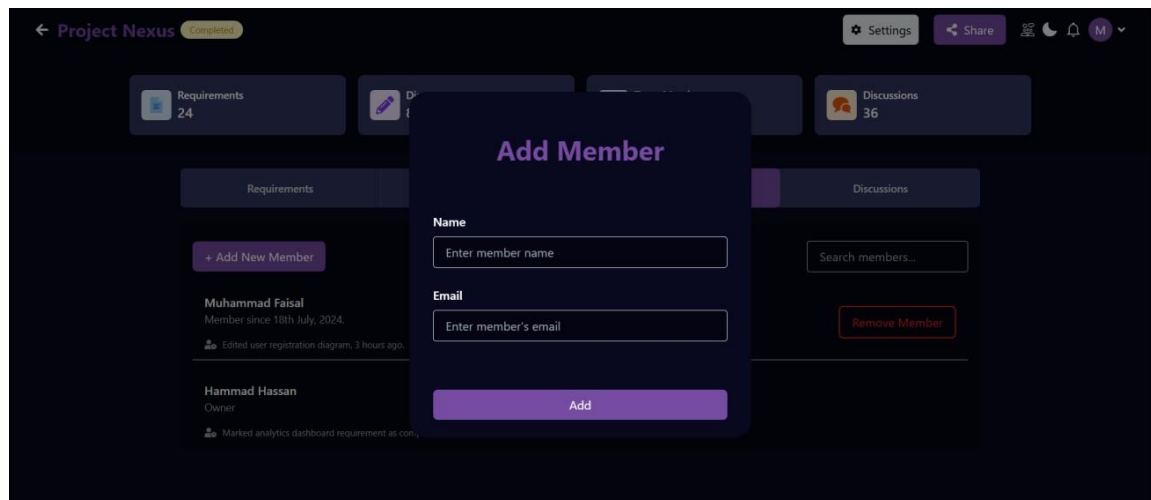 Project Nexus Completed
Settings
Share
M
Requirements
24
Discussions
36
Add Member
Requirements
Discussions
Name
Enter member name
+ Add New Member
Search members...
Email
Enter member's email
Muhammad Faisal
Member since 18th July, 2024.
Remove Member
Edited user registration diagram, 3 hours ago.
Hammad Hassan
Owner
Add
Marked analytics dashboard requirement as